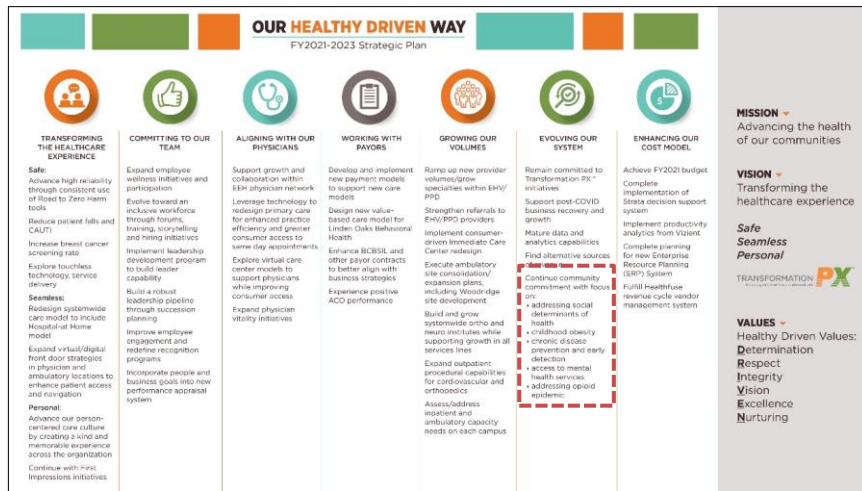 OUR HEALTHY DRIVEN WAY
FY2021-2023 Strategic Plan
TRANSFORMING
THE HEALTHCARE
EXPERIENCE
Safe:
Advance high reliability
through consistent use
of Road to Zero Harm
tools
Reduce patient falls and
CAUTI
Increase breast cancer
screening rate
Explore touchless
technology, service
delivery
Seamless:
Redesign systemwide
care model to include
Hospital-at Home
model
Expand virtual/digital
front door strategies
in physician and
ambulatory locations to
enhance patient access
and navigation
Personal:
Advance our person-
centered care culture
by creating a kind and
memorable experience
across the organization
Continue with First
Impressions initiatives
COMMITTING TO OUR
TEAM
Expand employee
wellness initiatives and
participation
Evolve toward an
inclusive workforce
through forums,
training, storytelling
and hiring initiatives
Implement leadership
development program
to build leader
capability
Build a robust
leadership pipeline
through succession
planning
Improve employee
engagement and
redefine recognition
programs
Incorporate people and
business goals into new
performance appraisal
system
ALIGNING WITH OUR
PHYSICIANS
Support growth and
collaboration within
EEH physician network
Leverage technology to
redesign primary care
for enhanced practice
efficiency and greater
consumer access to
same day appointments
Explore virtual care
center models to
support physicians
while improving
consumer access
Expand physician
vitality initiatives
WORKING WITH
PAYORS
Develop and implement
new payment models
to support new care
models
Design new value-
based care model for
Linden Oaks Behavioral
Health
Enhance BCBSIL and
other payor contracts
to better align with
business strategies
Experience positive
ACO performance
GROWING OUR
VOLUMES
Ramp up new provider
volumes/grow
specialties within EHV/
PPD
Strengthen referrals to
EHV/PPD providers
Implement consumer-
driven Immediate Care
Center redesign
Execute ambulatory
site consolidation/
expansion plans,
including Woodridge
site development
Build and grow
systemwide ortho and
neuro institutes while
supporting growth in all
services lines
Expand outpatient
procedural capabilities
for cardiovascular and
orthopedics
Assess/address
inpatient and
ambulatory capacity
needs on each campus
EVOLVING OUR
SYSTEM
Remain committed to
Transformation PX™
initiatives
Support post-COVID
business recovery and
growth
Mature data and
analytics capabilities
Find alternative sources
Continue community
commitment with focus
on:
• addressing social
determinants of
health
• childhood obesity
• chronic disease
prevention and early
detection
• access to mental
health services
• addressing opioid
epidemic
ENHANCING OUR
COST MODEL
Achieve FY2021 budget
Complete
implementation of
Strata decision support
system
Implement productivity
analytics from Vizient
Complete planning
for new Enterprise
Resource Planning
(ERP) System
Fulfill Healthfuse
revenue cycle vendor
management system
MISSION
Advancing the health
of our communities
VISION
Transforming the
healthcare experience
Safe
Seamless
Personal
TRANSFORMATION PX
VALUES
Healthy Driven Values:
Determination
Respect
Integrity
Vision
Excellence
Nurturing